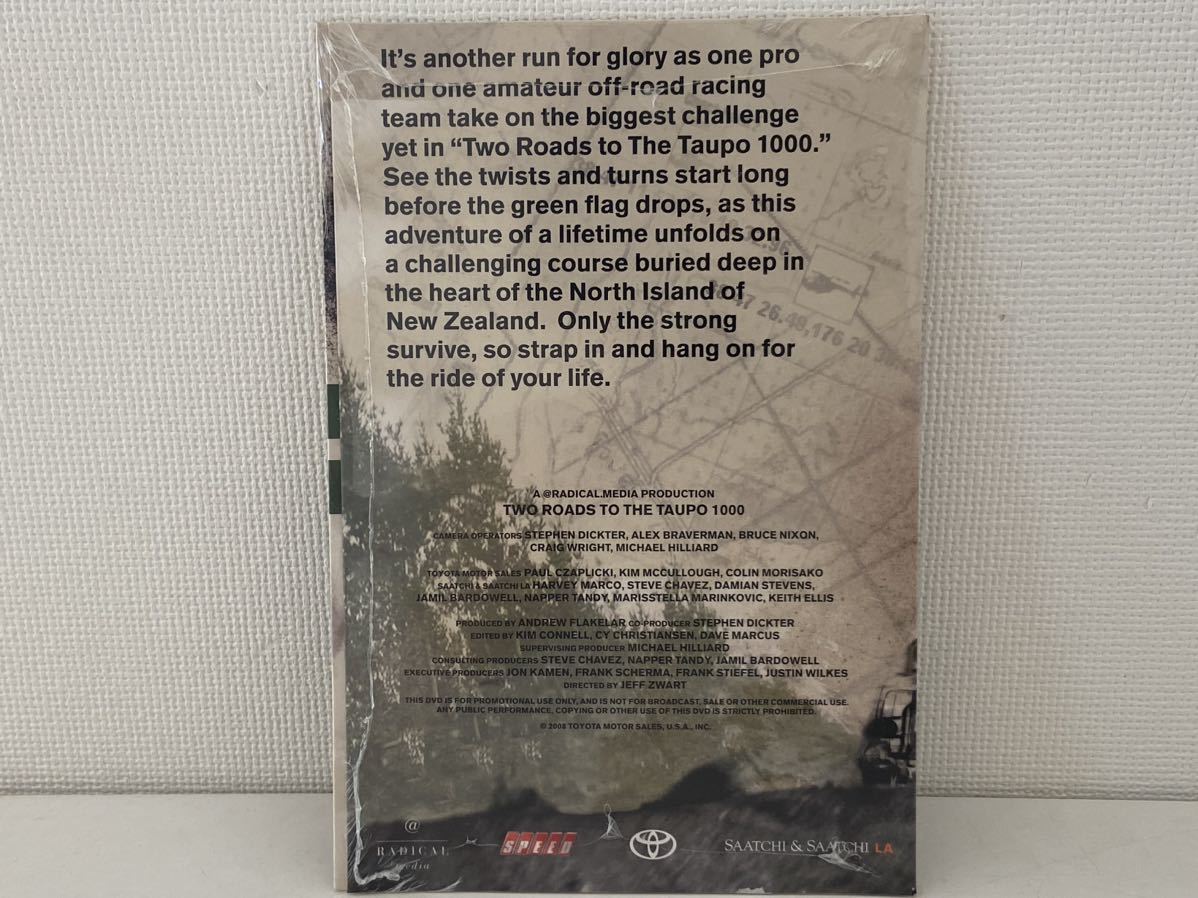 It's another run for glory as one pro
and one amateur off-road racing
team take on the biggest challenge
yet in “Two Roads to The Taupo 1000.”
See the twists and turns start long
before the green flag drops, as this
adventure of a lifetime unfolds on
a challenging course buried deep in
the heart of the North Island of
New Zealand. Only the strong
survive, so strap in and hang on for
the ride of your life.
26.49,176 20
A @RADICAL.MEDIA PRODUCTION
TWO ROADS TO THE TAUPO 1000
CAMERA OPERATORS STEPHEN DICKTER, ALEX BRAVERMAN, BRUCE NIXON,
CRAIG WRIGHT, MICHAEL HILLIARD
TOYOTA MOTOR SALES PAUL CZAPLICKI, KIM MCCULLOUGH, COLIN MORISAKO
SAATCHI & SAATCHI LA HARVEY MARCO, STEVE CHAVEZ, DAMIAN STEVENS,
JAMIL BARDOWELL, NAPPER TANDY, MARISSTELLA MARINKOVIC, KEITH ELLIS
PRODUCED BY ANDREW FLAKELAR CO-PRODUCER STEPHEN DICKTER
EDITED BY KIM CONNELL, CY CHRISTIANSEN, DAVE MARCUS
SUPERVISING PRODUCER MICHAEL HILLIARD
CONSULTING PRODUCERS STEVE CHAVEZ, NAPPER TANDY, JAMIL BARDOWELL
EXECUTIVE PRODUCERS JON KAMEN, FRANK SCHERMA, FRANK STIEFEL, JUSTIN WILKES
DIRECTED BY JEFF ZWART
THIS DVD IS FOR PROMOTIONAL USE ONLY, AND IS NOT FOR BROADCAST, SALE OR OTHER COMMERCIAL USE.
ANY PUBLIC PERFORMANCE, COPYING OR OTHER USE OF THIS DVD IS STRICTLY PROHIBITED.
© 2008 TOYOTA MOTOR SALES, U.S.A., INC.
@
RADICAL
media
SPEED
SAATCHI & SAATCHI LA